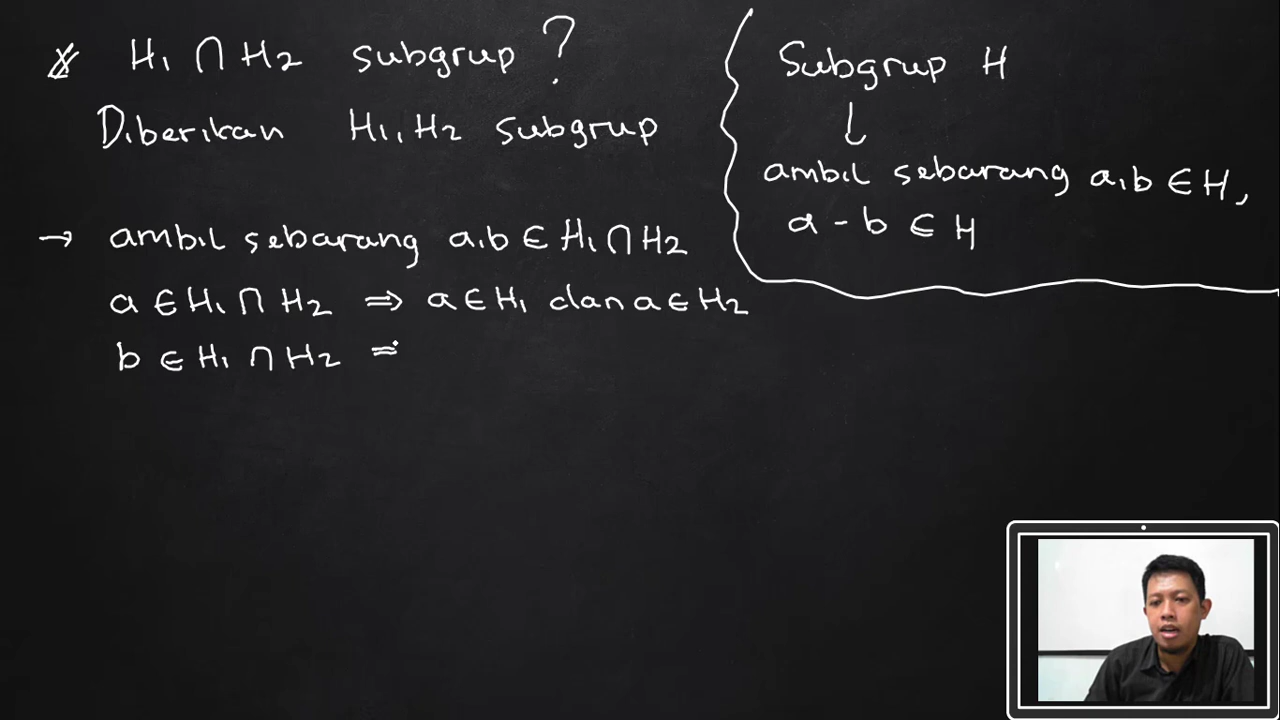 * H₁ ∩ H₂ subgrup ?
Diberikan H₁, H₂ subgrup
→ ambil sebarang a, b ∈ H₁ ∩ H₂
a ∈ H₁ ∩ H₂ ⇒ a ∈ H₁ dan a ∈ H₂
b ∈ H₁ ∩ H₂ =
Subgrup H
↓
ambil sebarang a, b ∈ H,
a - b ∈ H